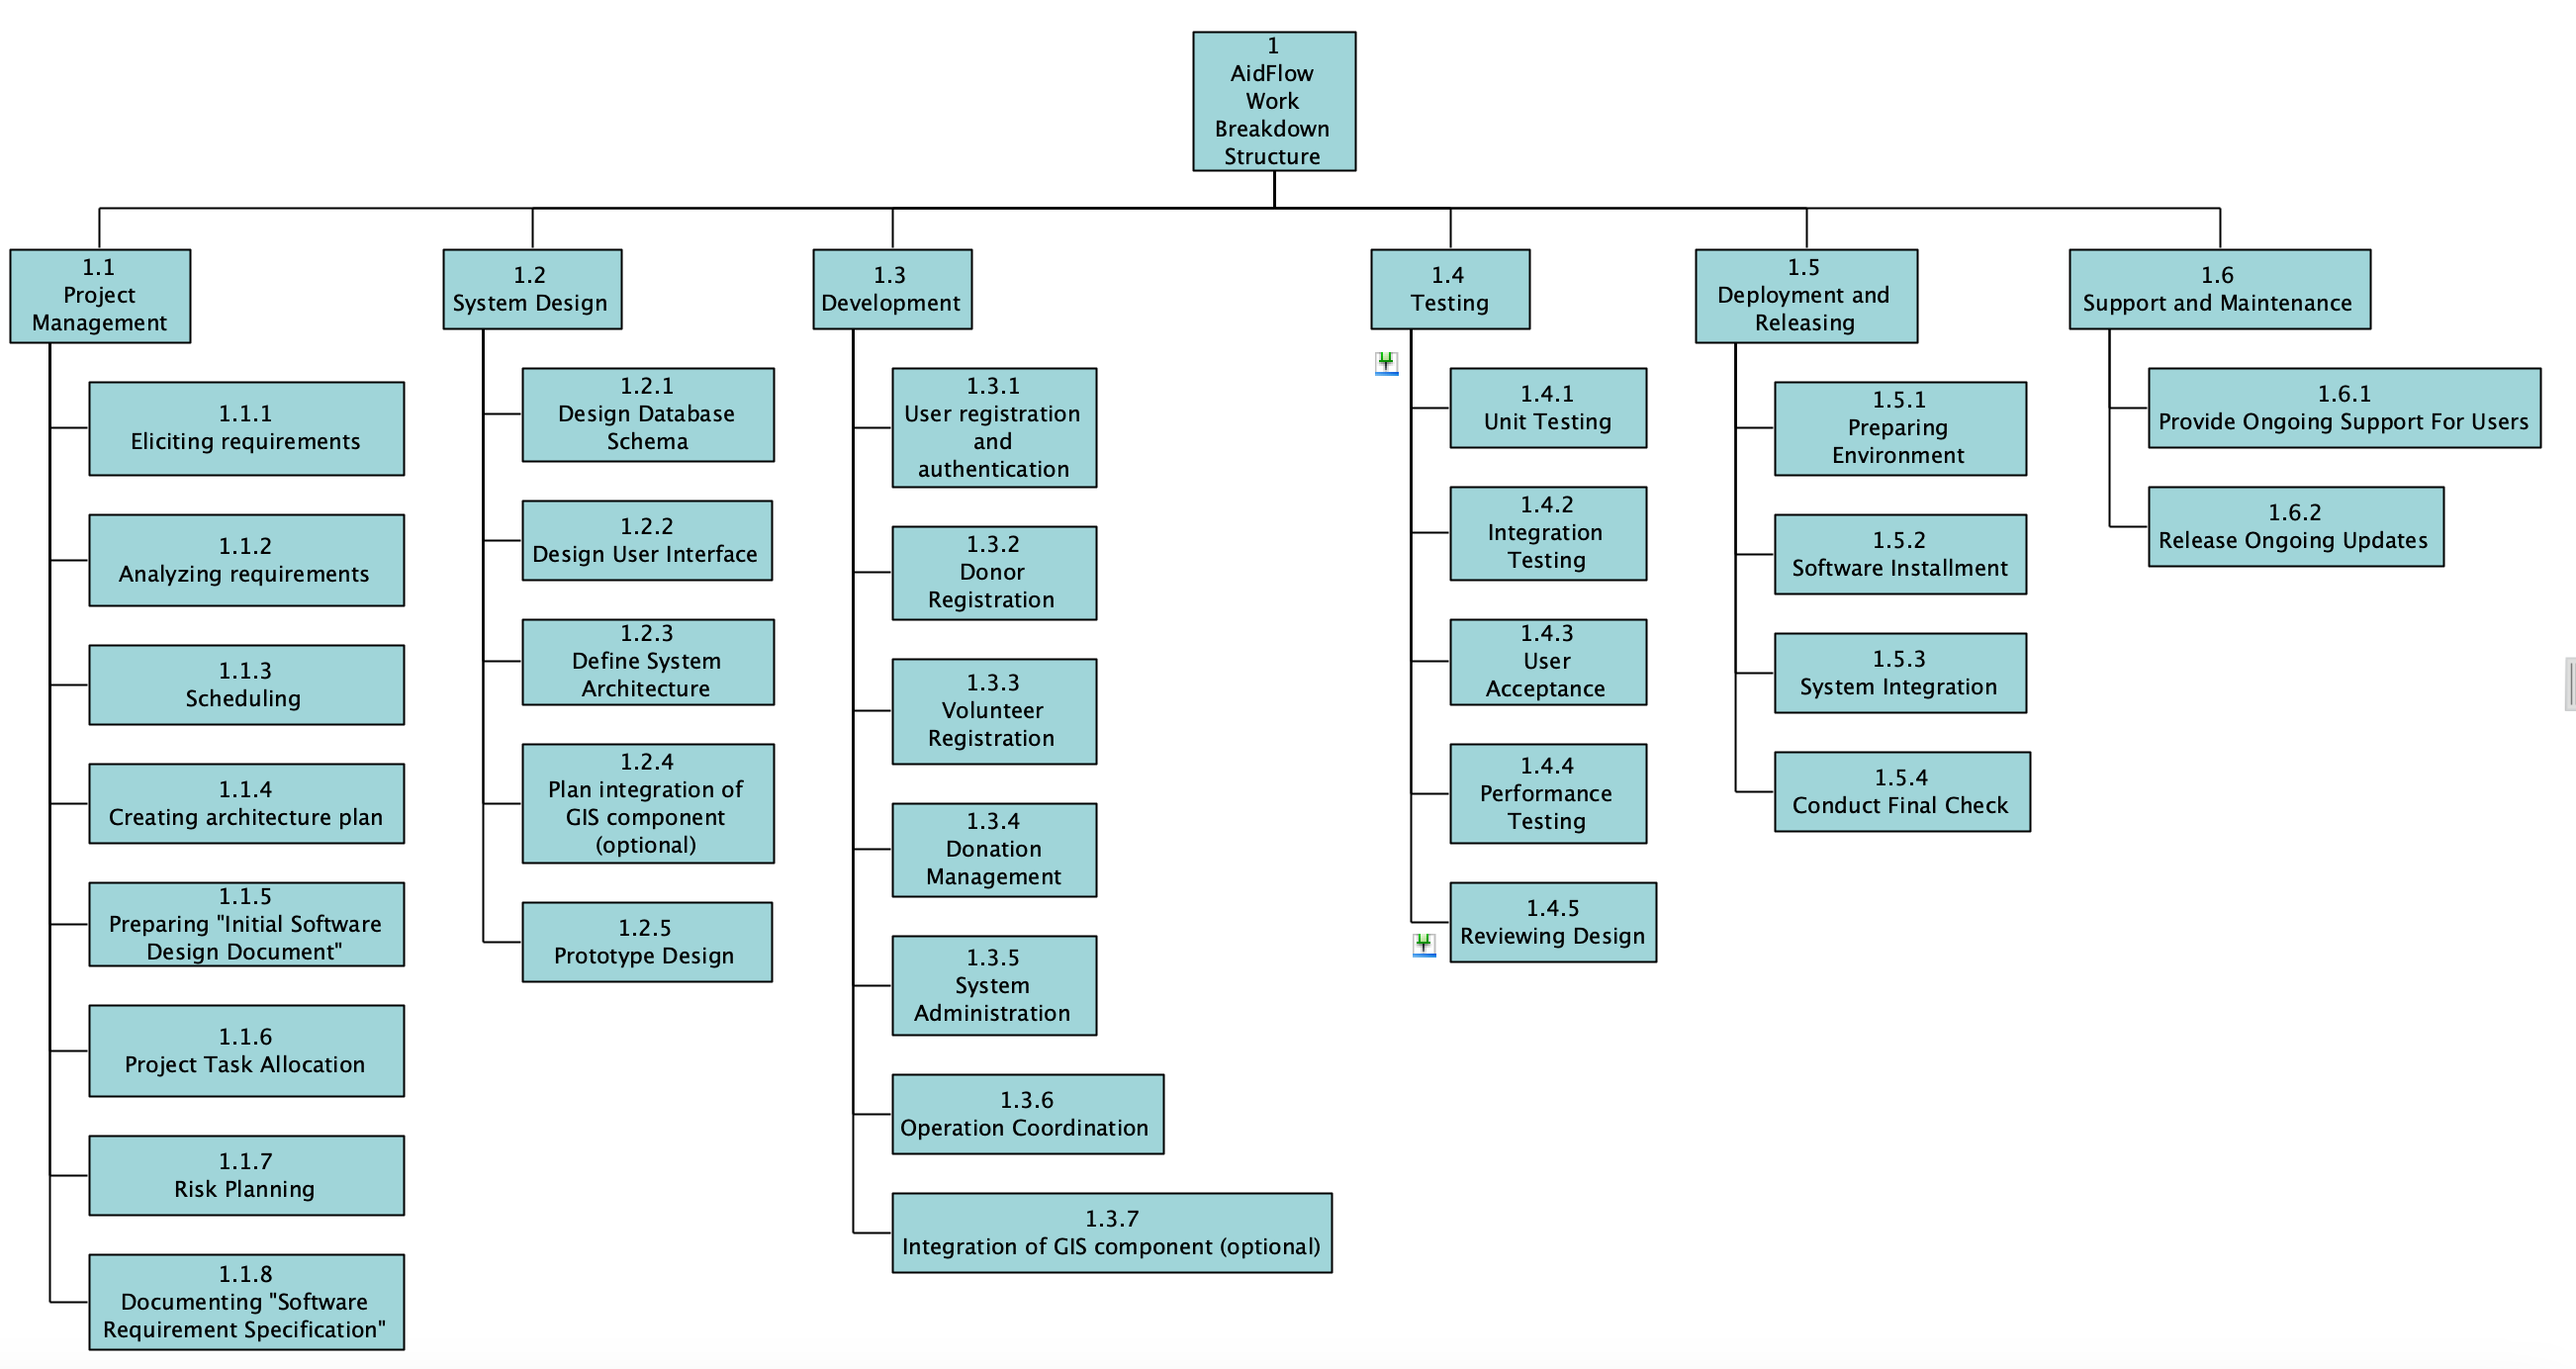 1
AidFlow
Work
Breakdown
Structure
1.1
Project
Management
1.1.1
Eliciting requirements
1.1.2
Analyzing requirements
1.1.3
Scheduling
1.1.4
Creating architecture plan
1.1.5
Preparing "Initial Software
Design Document"
1.1.6
Project Task Allocation
1.1.7
Risk Planning
1.1.8
Documenting "Software
Requirement Specification"
1.2
System Design
1.2.1
Design Database
Schema
1.2.2
Design User Interface
1.2.3
Define System
Architecture
1.2.4
Plan integration of
GIS component
(optional)
1.2.5
Prototype Design
1.3
Development
1.3.1
User registration
and
authentication
1.3.2
Donor
Registration
1.3.3
Volunteer
Registration
1.3.4
Donation
Management
1.3.5
System
Administration
1.3.6
Operation Coordination
1.3.7
Integration of GIS component (optional)
1.4
Testing
1.4.1
Unit Testing
1.4.2
Integration
Testing
1.4.3
User
Acceptance
1.4.4
Performance
Testing
1.4.5
Reviewing Design
1.5
Deployment and
Releasing
1.5.1
Preparing
Environment
1.5.2
Software Installment
1.5.3
System Integration
1.5.4
Conduct Final Check
1.6
Support and Maintenance
1.6.1
Provide Ongoing Support For Users
1.6.2
Release Ongoing Updates